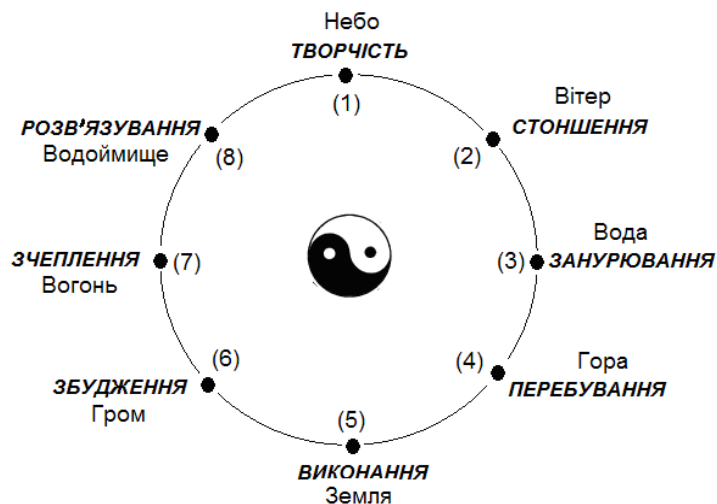 Небо
ТВОРЧІСТЬ
(1)
Вітер
СТОНШЕННЯ
(2)
Вода
(3)
ЗАНУРЮВАННЯ
(4)
Гора
ПЕРЕБУВАННЯ
(5)
ВИКОНАННЯ
Земля
(6)
ЗБУДЖЕННЯ
Гром
ЗЧЕПЛЕННЯ
(7)
Вогонь
РОЗВ'ЯЗУВАННЯ
Водоймище
(8)